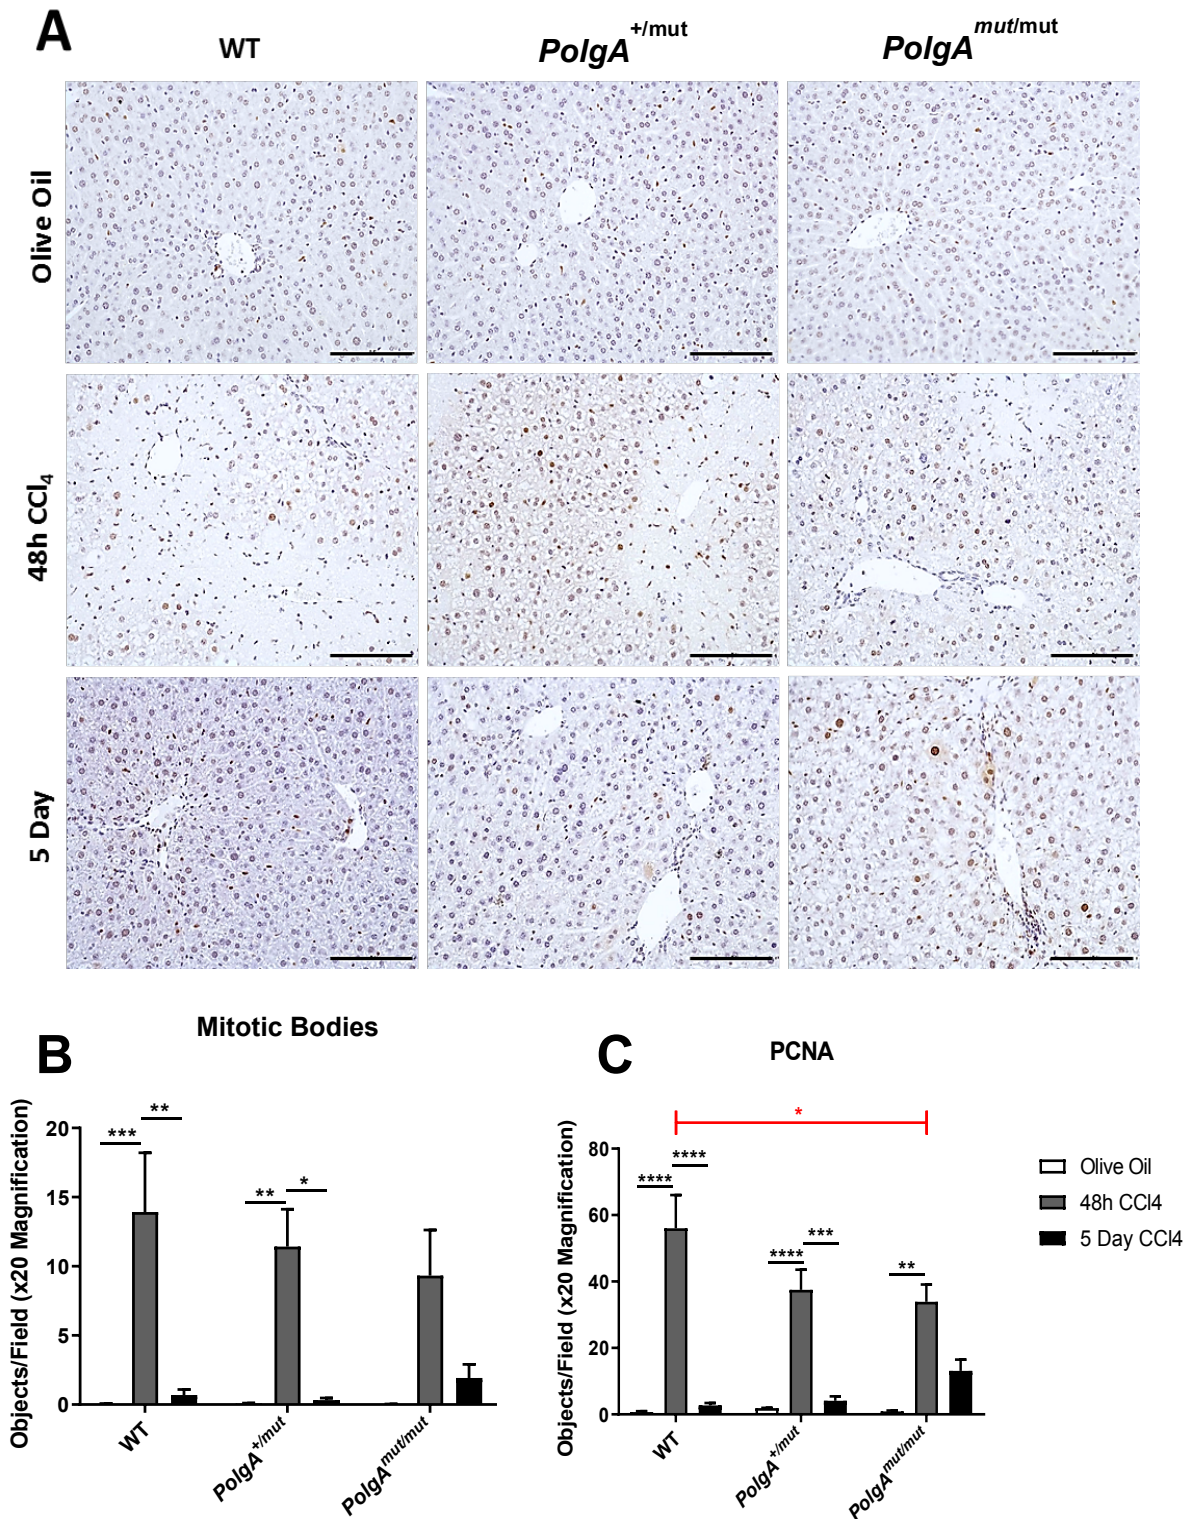 A
WT
PolgA+/mut
PolgAmut/mut
Olive Oil
48h CCl4
5 Day
B
Mitotic Bodies
Objects/Field (x20 Magnification)
20
15
10
5
0
***
**
**
*
WT
PolgA+/mut
PolgAmut/mut
C
PCNA
Objects/Field (x20 Magnification)
80
60
40
20
0
*
****
****
****
***
**
WT
PolgA+/mut
PolgAmut/mut
Olive Oil
48h CCl4
5 Day CCl4